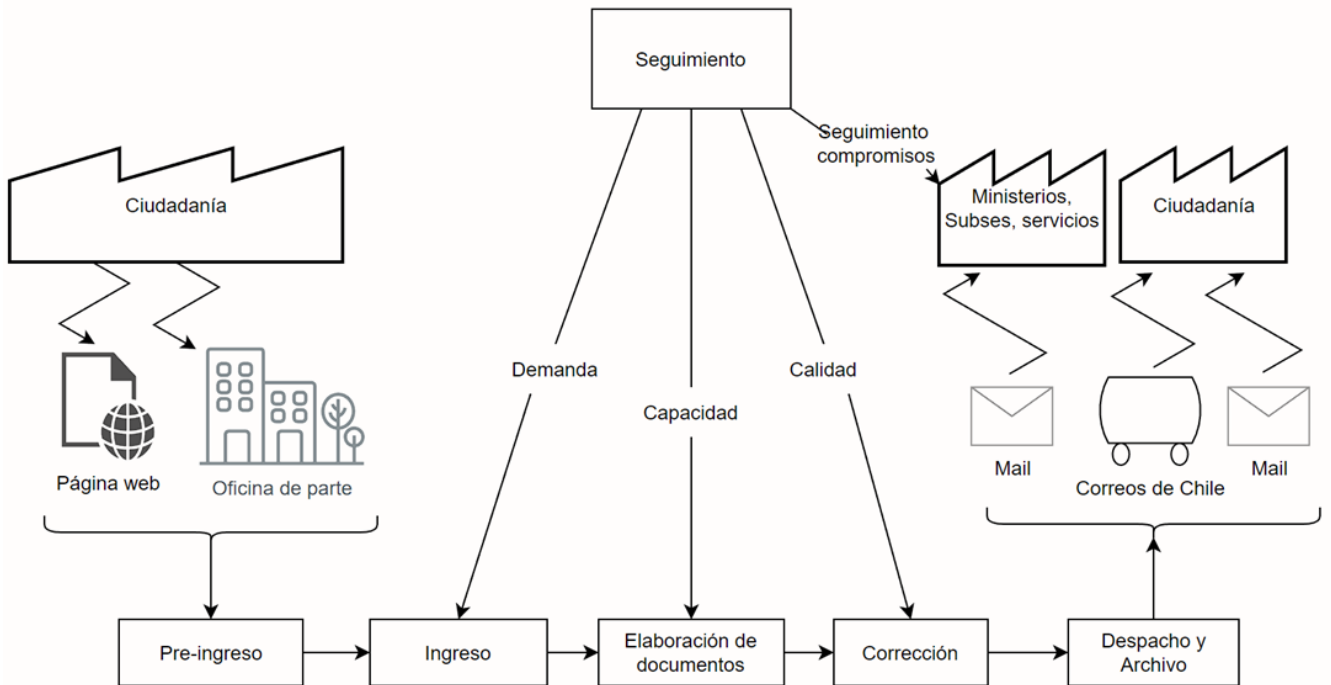 Seguimiento
Seguimiento
compromisos
Ciudadanía
Ministerios,
Subses, servicios
Ciudadanía
Demanda
Calidad
Capacidad
Página web
Oficina de parte
Mail
Correos de Chile
Mail
Pre-ingreso
Ingreso
Elaboración de
documentos
Corrección
Despacho y
Archivo